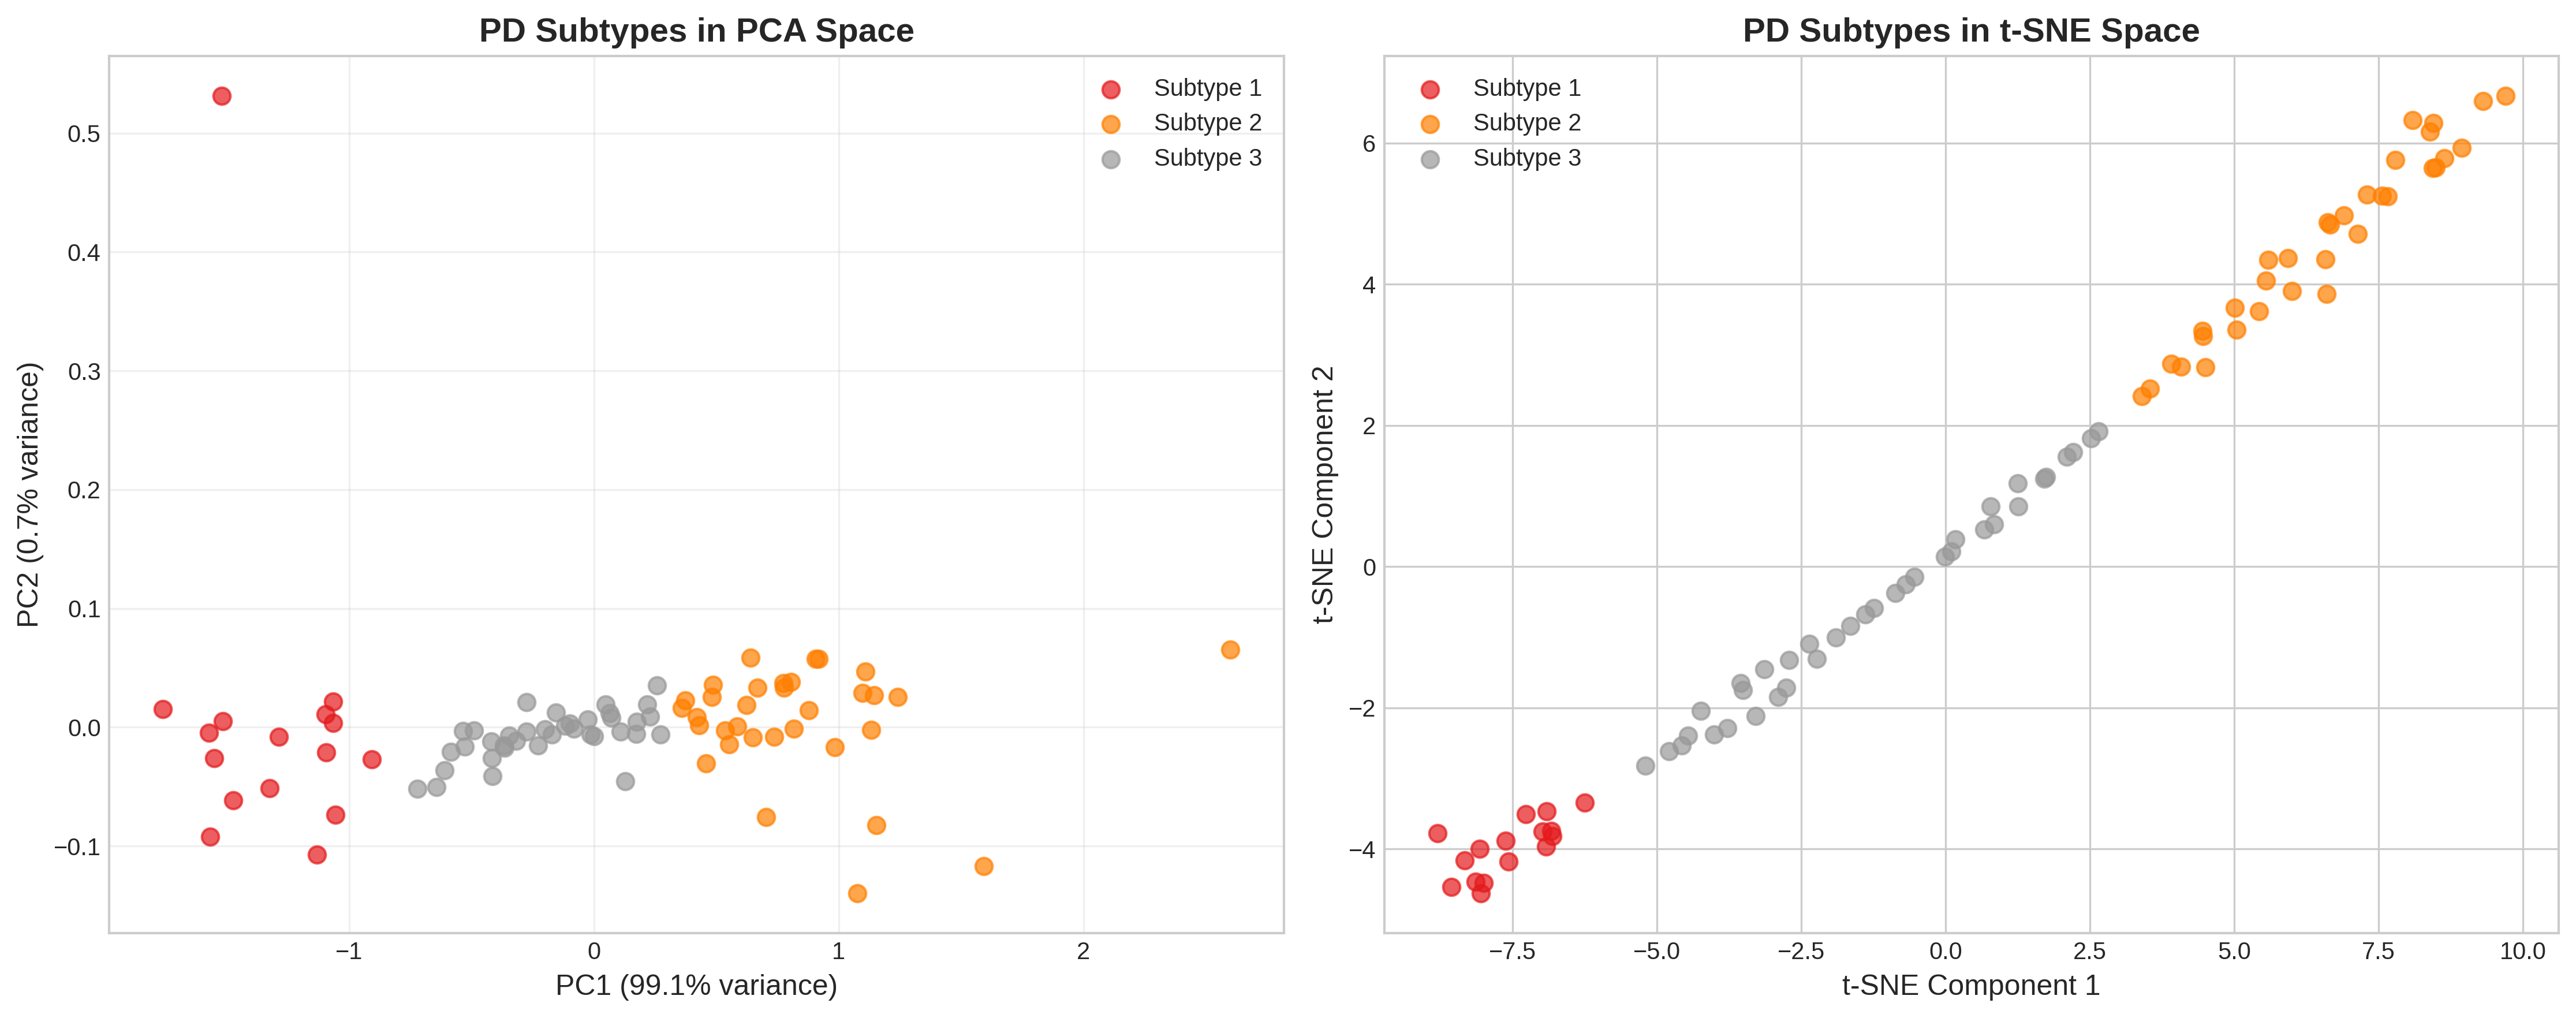 PD Subtypes in PCA Space
Subtype 1
Subtype 2
Subtype 3
PC2 (0.7% variance)
0.5
0.4
0.3
0.2
0.1
0.0
−0.1
−1
0
1
2
PC1 (99.1% variance)
PD Subtypes in t-SNE Space
Subtype 1
Subtype 2
Subtype 3
t-SNE Component 2
6
4
2
0
−2
−4
−7.5
−5.0
−2.5
0.0
2.5
5.0
7.5
10.0
t-SNE Component 1